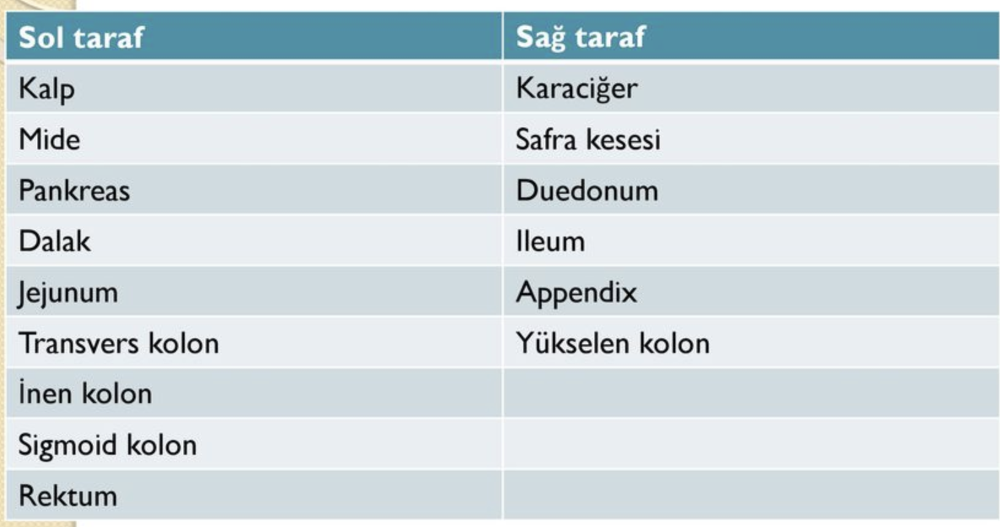 Sol taraf Sağ taraf
Kalp Karaciğer
Mide Safra kesesi
Pankreas Duedonum
Dalak Ileum
Jejunum Appendix
Transvers kolon Yükselen kolon
İnen kolon
Sigmoid kolon
Rektum